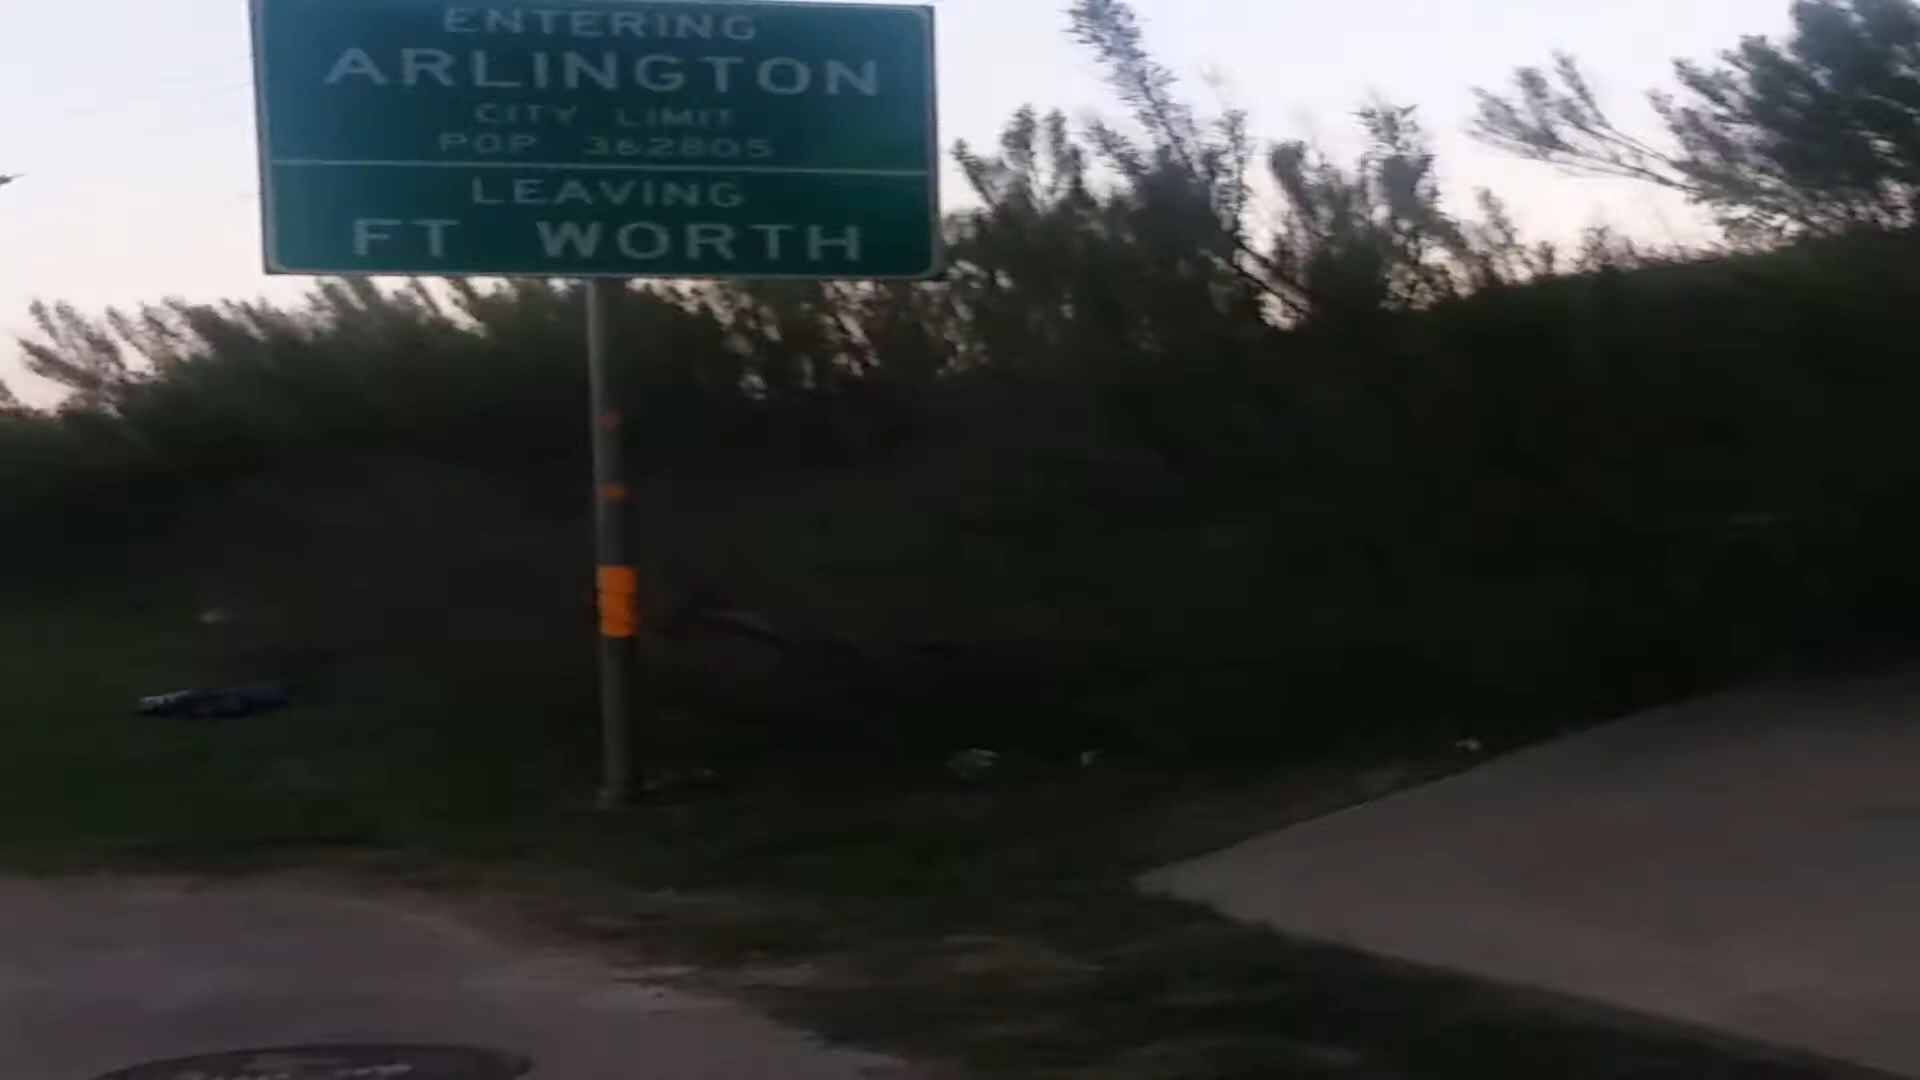 ENTERING
ARLINGTON
CITY LIMIT
POP 362805
LEAVING
FT WORTH